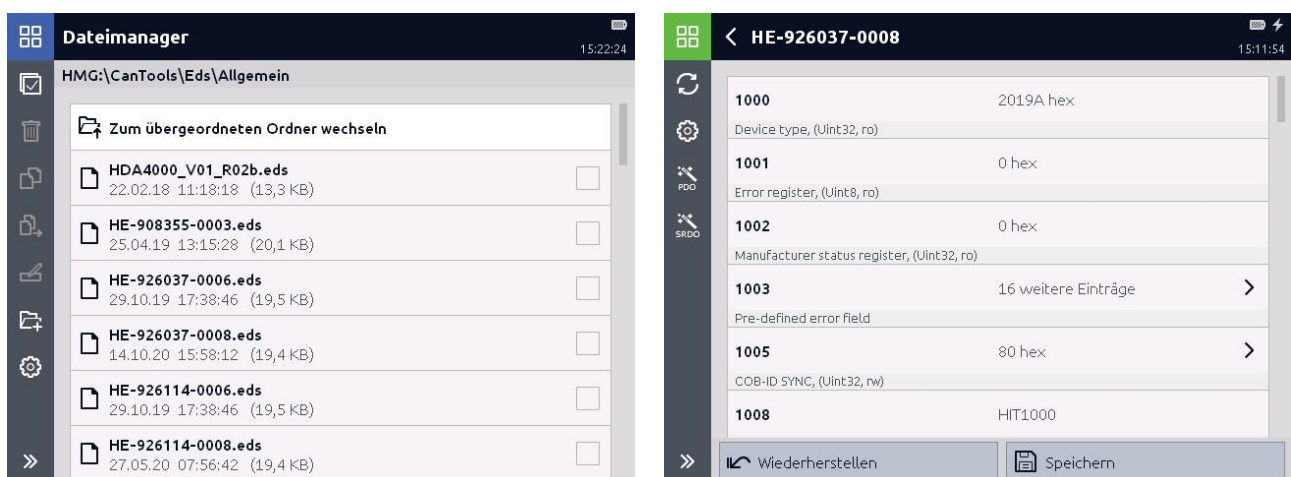 Dateimanager
15:22:24
HMG:\CanTools\Eds\Allgemein
Zum übergeordneten Ordner wechseln
HDA4000_V01_R02b.eds
22.02.18 11:18:18 (13,3 KB)
HE-908355-0003.eds
25.04.19 13:15:28 (20,1 KB)
HE-926037-0006.eds
29.10.19 17:38:46 (19,5 KB)
HE-926037-0008.eds
14.10.20 15:58:12 (19,4 KB)
HE-926114-0006.eds
29.10.19 17:38:46 (19,5 KB)
HE-926114-0008.eds
27.05.20 07:56:42 (19,4 KB)
HE-926037-0008
15:11:54
PDO
SRDO
1000 2019A hex
Device type, (Uint32, ro)
1001 0 hex
Error register, (Uint8, ro)
1002 0 hex
Manufacturer status register, (Uint32, ro)
1003 16 weitere Einträge
Pre-defined error field
1005 80 hex
COB-ID SYNC, (Uint32, rw)
1008 HIT1000
Wiederherstellen Speichern